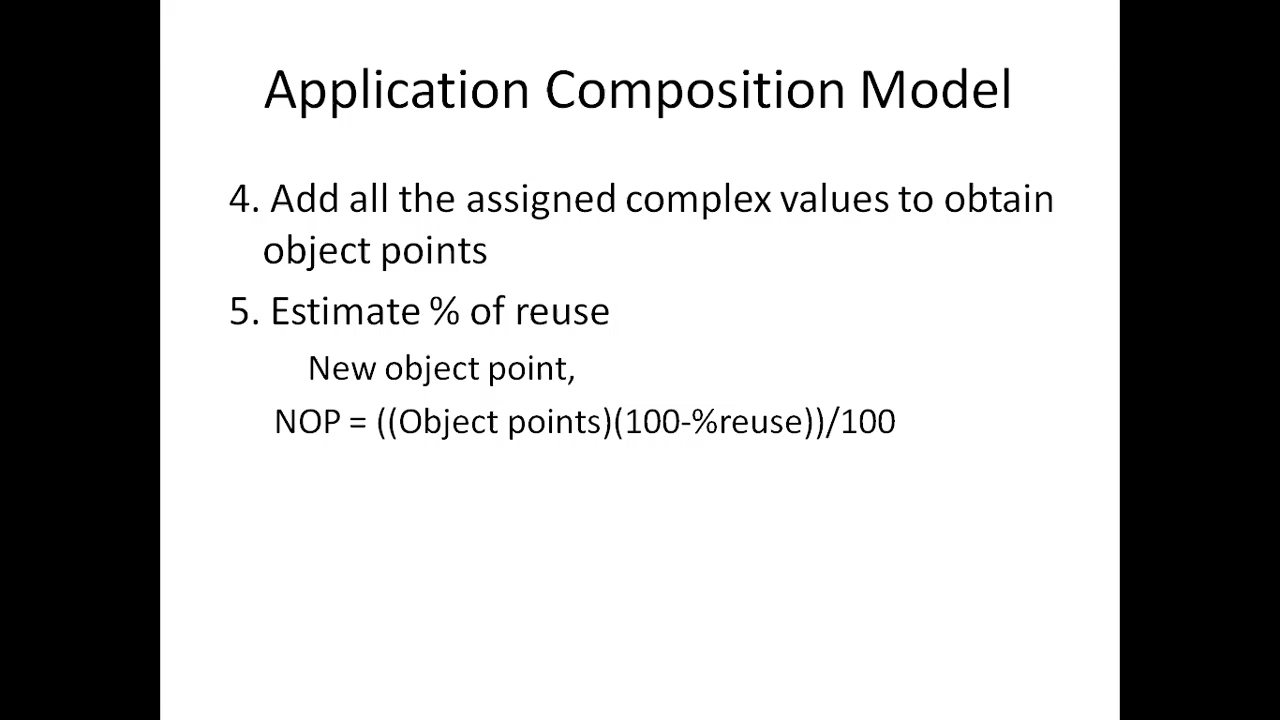 Application Composition Model
4. Add all the assigned complex values to obtain
object points
5. Estimate % of reuse
New object point,
NOP = ((Object points)(100-%reuse))/100